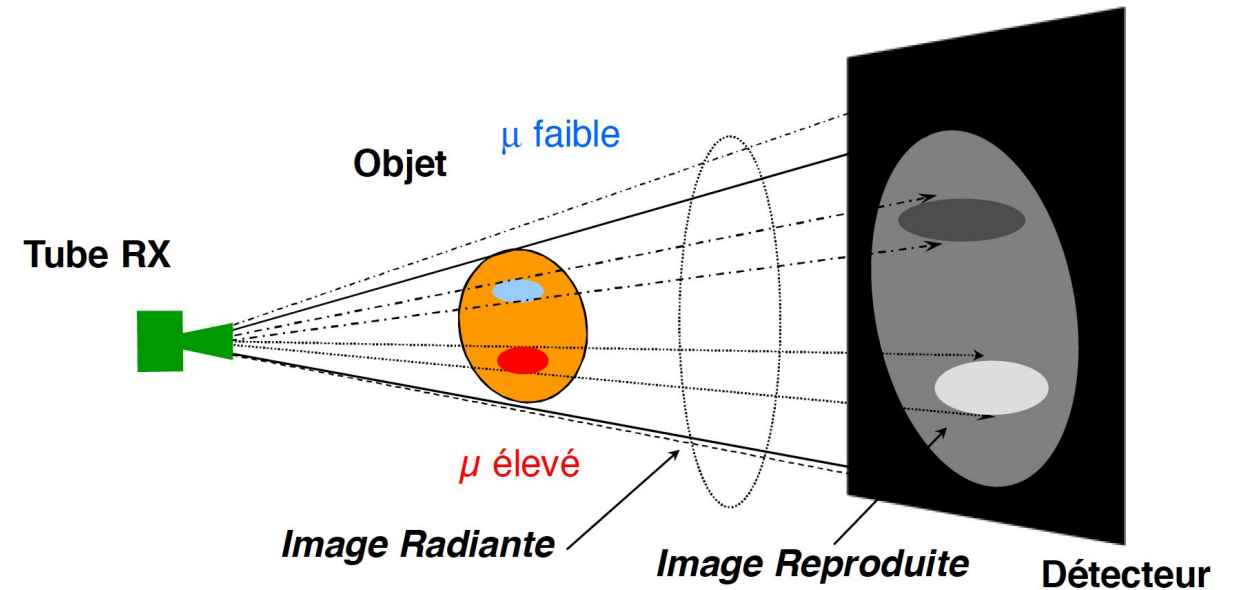 μ faible
Objet
Tube RX
μ élevé
Image Radiante
Image Reproduite
Détecteur